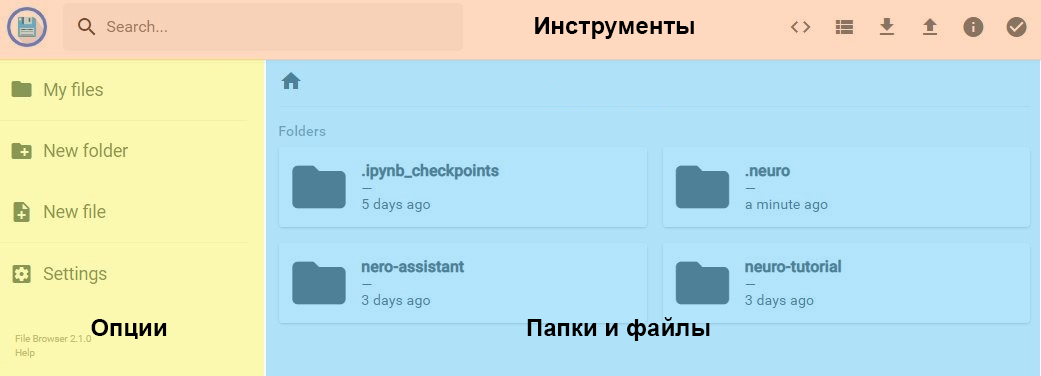 Search...
Инструменты
My files
New folder
New file
Settings
Опции
File Browser 2.1.0
Help
Folders
.ipynb_checkpoints
—
5 days ago
.neuro
—
a minute ago
nero-assistant
—
3 days ago
neuro-tutorial
—
3 days ago
Папки и файлы